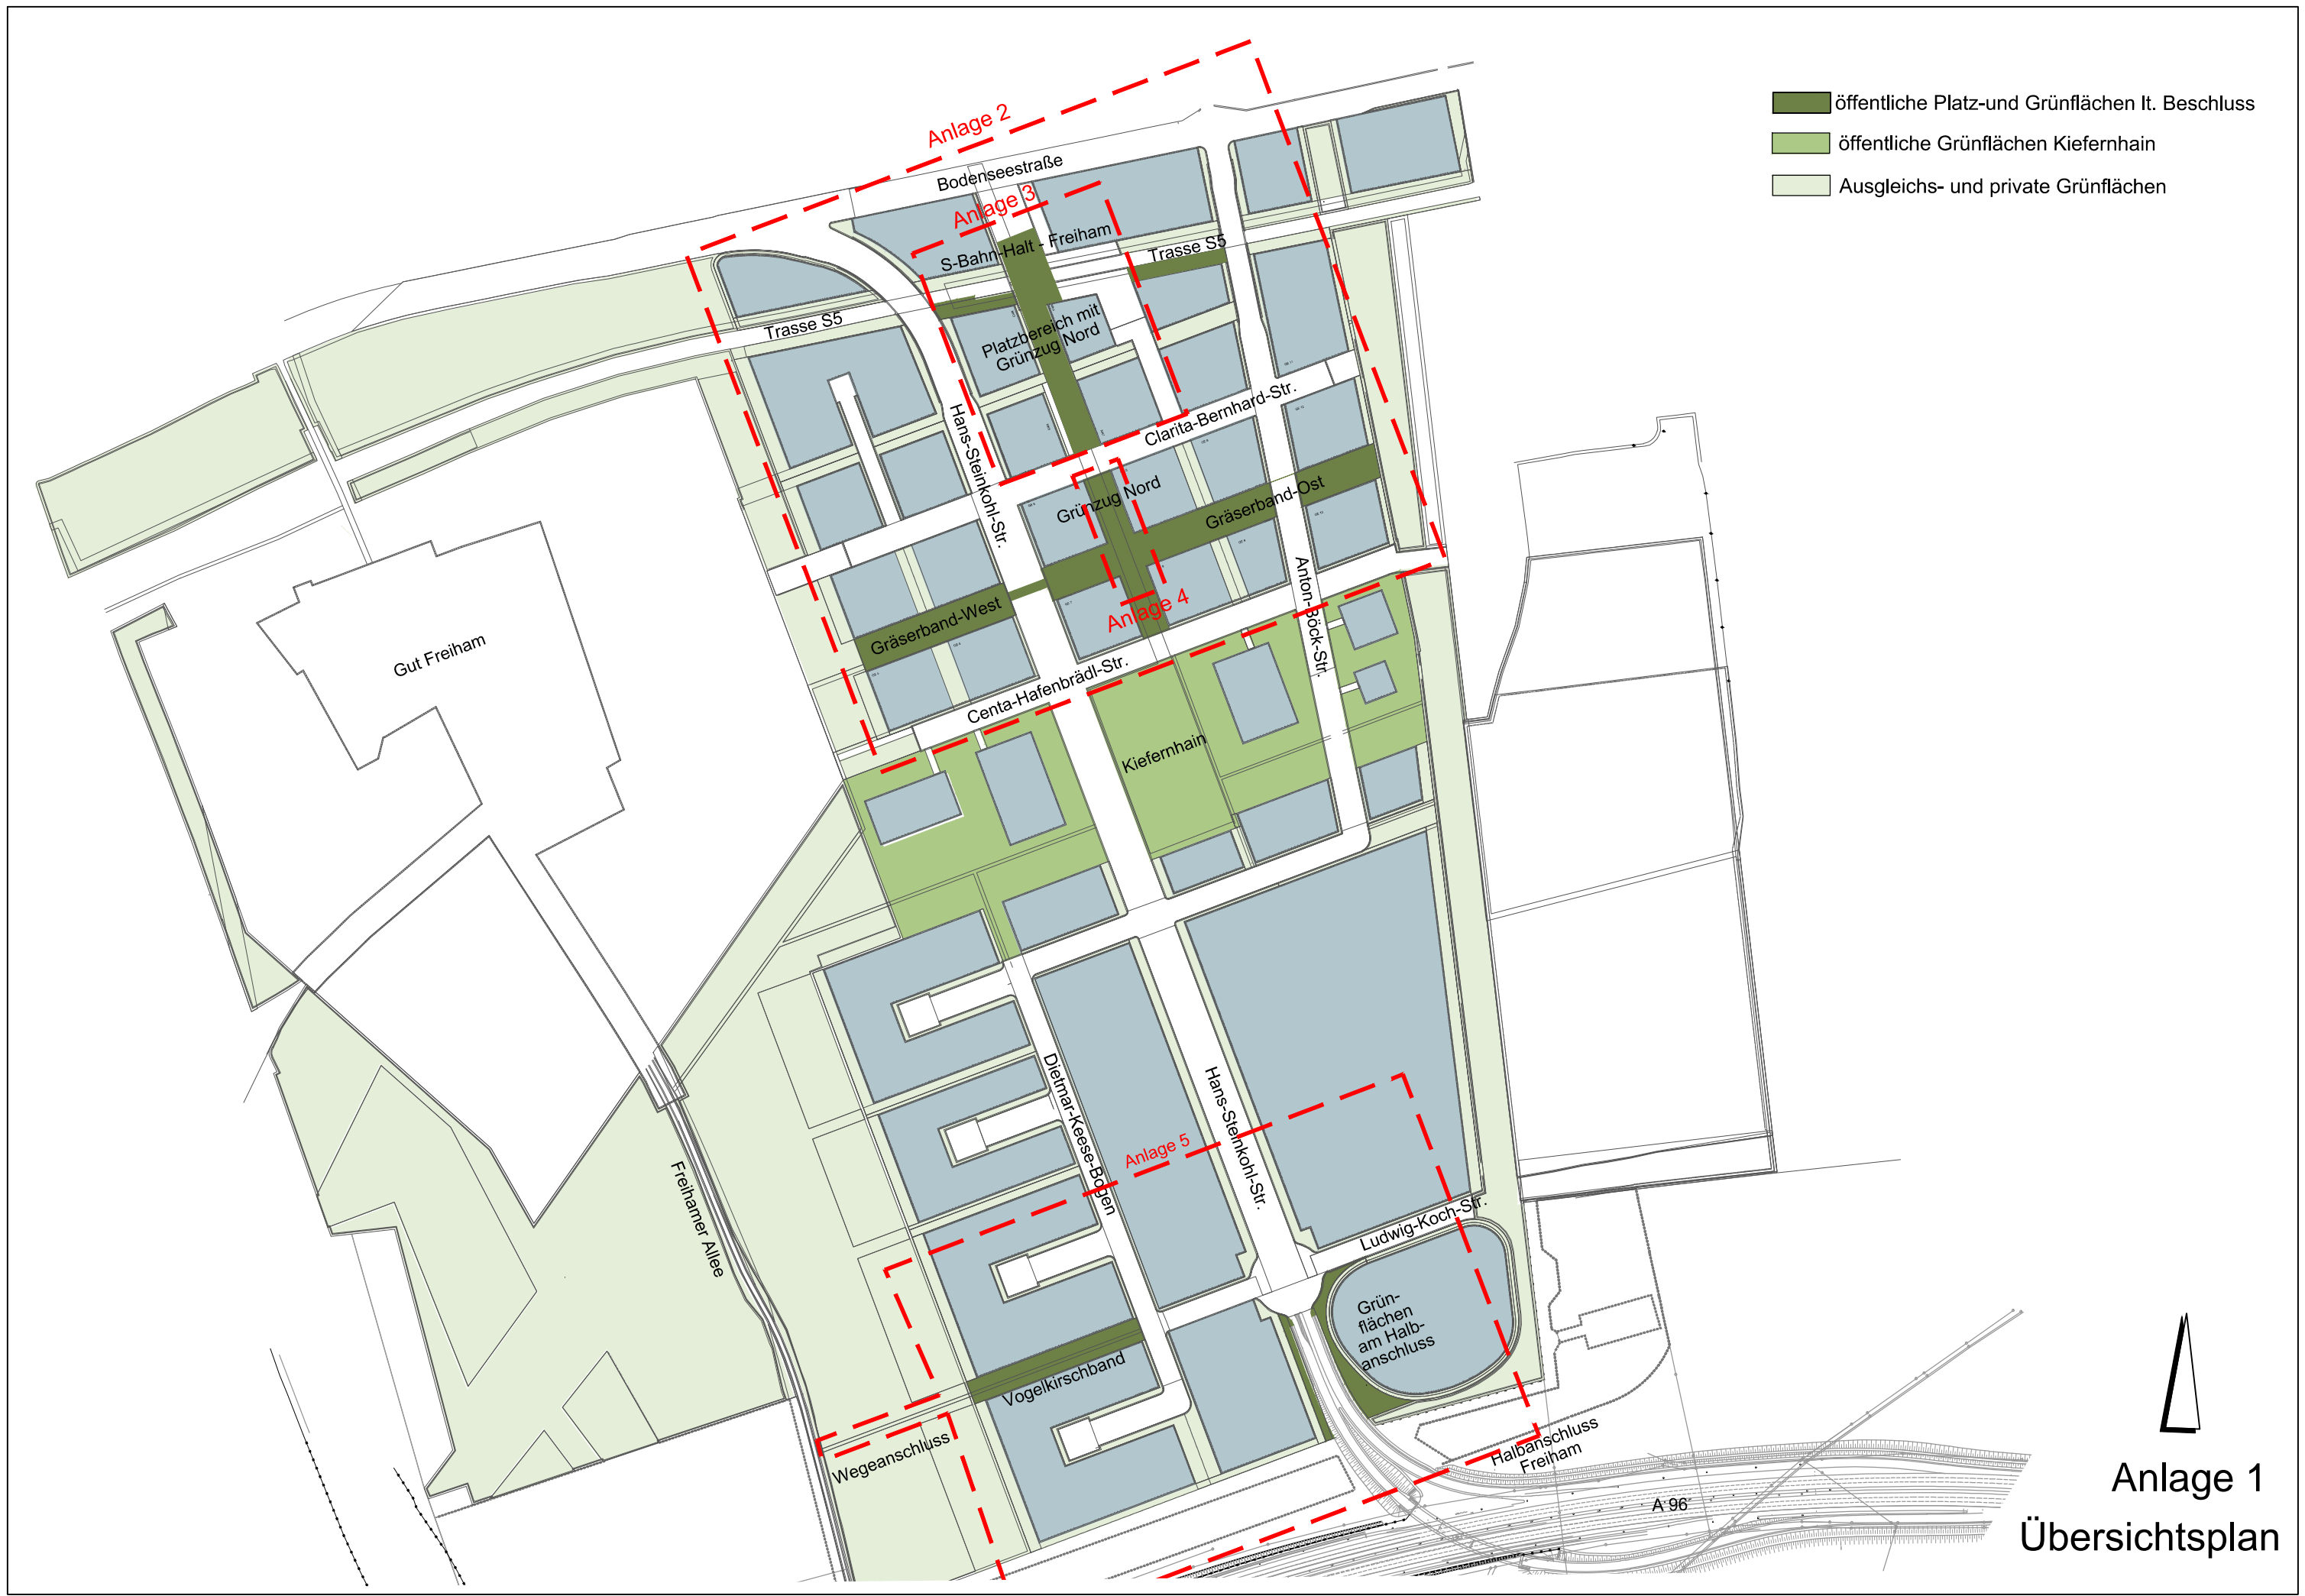 öffentliche Platz-und Grünflächen lt. Beschluss
öffentliche Grünflächen Kiefernhain
Ausgleichs- und private Grünflächen
Anlage 2
Bodenseestraße
Anlage 3
S-Bahn-Halt - Freiham
Trasse S5
Trasse S5
Platzbereich mit
Grünzug Nord
Hans-Steinkohl-Str.
Clarita-Bernhard-Str.
Grünzug Nord
Gräserband-Ost
Anton-Böck-Str.
Anlage 4
Gräserband-West
Gut Freiham
Centa-Hafenbrädl-Str.
Kiefernhain
Dietmar-Keese-Bogen
Hans-Steinkohl-Str.
Anlage 5
Freihamer Allee
Ludwig-Koch-Str.
Grün-
flächen
am Halb-
anschluss
Vogelkirschband
Wegeanschluss
Halbanschluss
Freiham
A 96
Anlage 1
Übersichtsplan